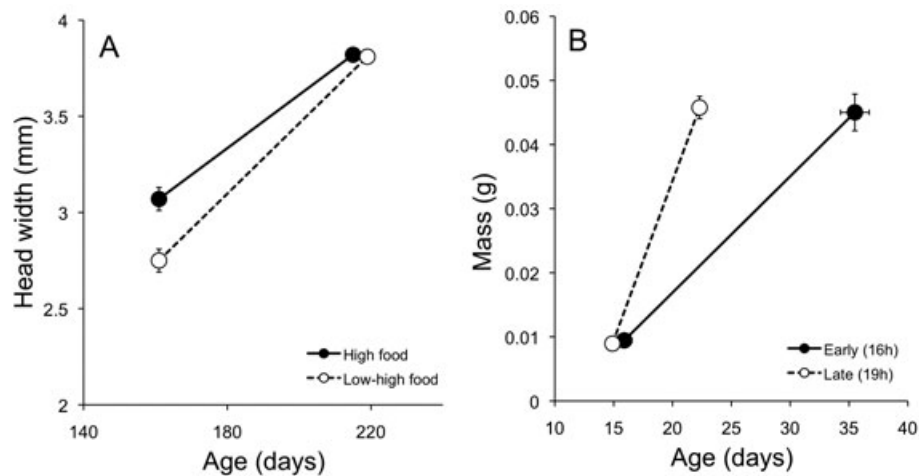 A
4
3.5
3
2.5
2
Head width (mm)
140
180
220
Age (days)
High food
Low-high food
B
0.06
0.05
0.04
0.03
0.02
0.01
0
Mass (g)
10
15
20
25
30
35
40
Age (days)
Early (16h)
Late (19h)